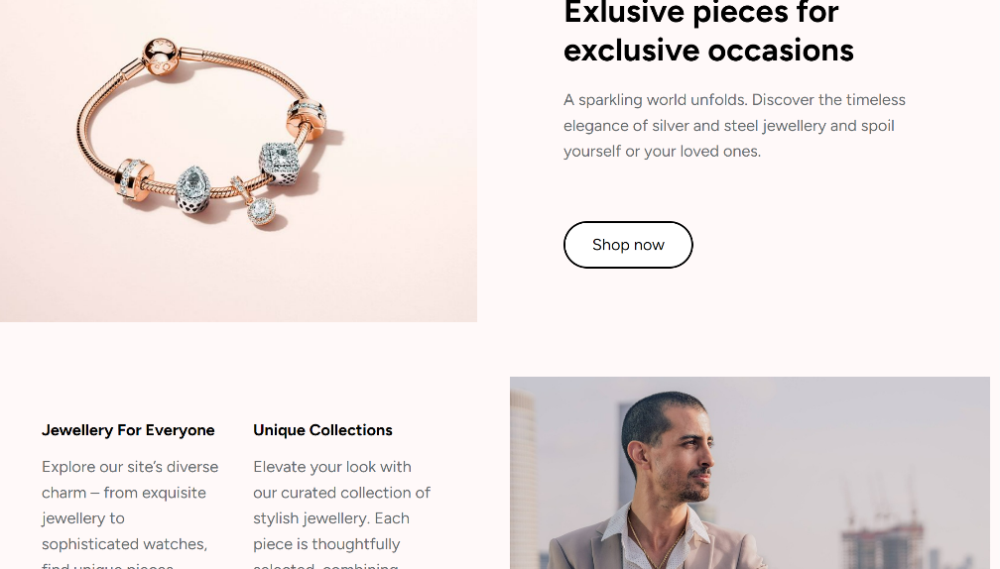 Exlusive pieces for
exclusive occasions
A sparkling world unfolds. Discover the timeless
elegance of silver and steel jewellery and spoil
yourself or your loved ones.
Shop now
Jewellery For Everyone
Explore our site’s diverse
charm – from exquisite
jewellery to
sophisticated watches,
find unique pieces
Unique Collections
Elevate your look with
our curated collection of
stylish jewellery. Each
piece is thoughtfully
selected, combining